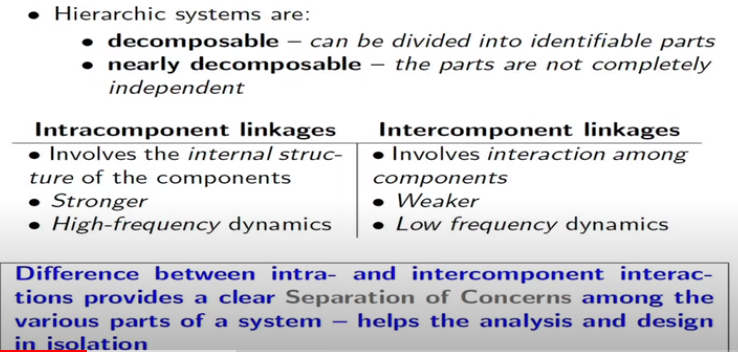 • Hierarchic systems are:
• decomposable – can be divided into identifiable parts
• nearly decomposable – the parts are not completely
independent
Intracomponent linkages
• Involves the internal struc-
ture of the components
• Stronger
• High-frequency dynamics
Intercomponent linkages
• Involves interaction among
components
• Weaker
• Low frequency dynamics
Difference between intra- and intercomponent interac-
tions provides a clear Separation of Concerns among the
various parts of a system – helps the analysis and design
in isolation